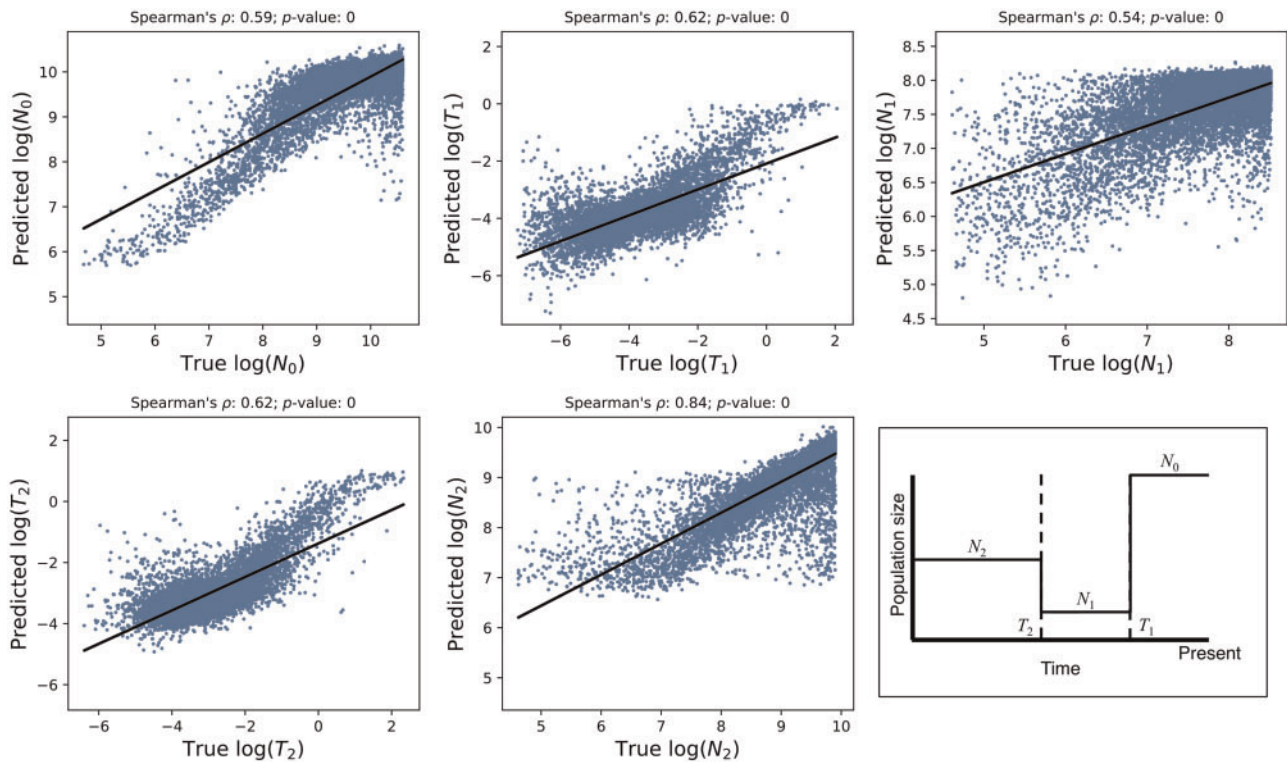 Spearman's ρ: 0.59; p-value: 0
Predicted log(N₀)
10
9
8
7
6
5
5 6 7 8 9 10
True log(N₀)
Spearman's ρ: 0.62; p-value: 0
Predicted log(T₁)
2
0
−2
−4
−6
−6 −4 −2 0 2
True log(T₁)
Spearman's ρ: 0.54; p-value: 0
Predicted log(N₁)
8.5
8.0
7.5
7.0
6.5
6.0
5.5
5.0
4.5
5 6 7 8
True log(N₁)
Spearman's ρ: 0.62; p-value: 0
Predicted log(T₂)
2
0
−2
−4
−6
−6 −4 −2 0 2
True log(T₂)
Spearman's ρ: 0.84; p-value: 0
Predicted log(N₂)
10
9
8
7
6
5
5 6 7 8 9 10
True log(N₂)
Population size
N₀
N₂
N₁
T₂ T₁
Present
Time